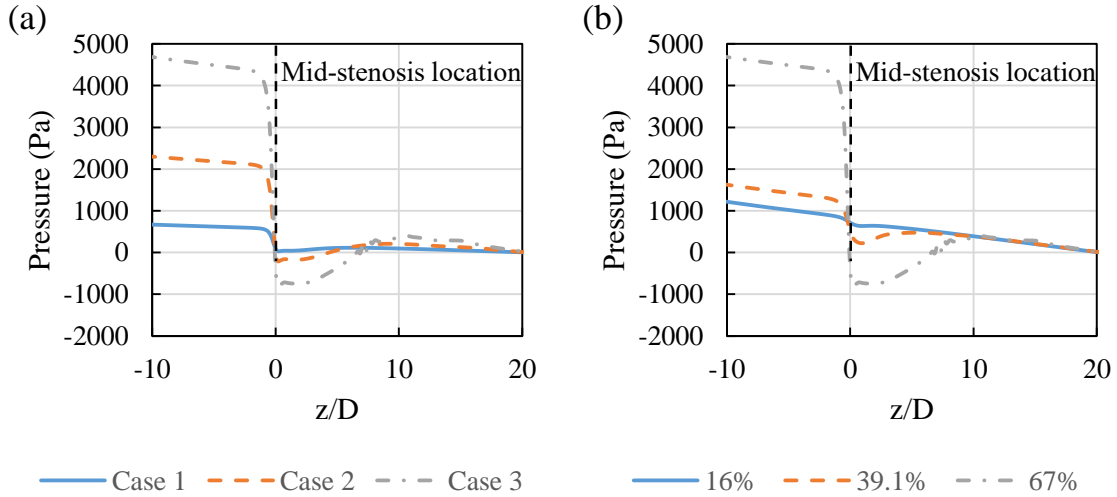 (a)
5000
4000
3000
2000
1000
0
-1000
-2000
Pressure (Pa)
Mid-stenosis location
-10 0 10 20
z/D
Case 1 Case 2 Case 3
(b)
5000
4000
3000
2000
1000
0
-1000
-2000
Pressure (Pa)
Mid-stenosis location
-10 0 10 20
z/D
16% 39.1% 67%